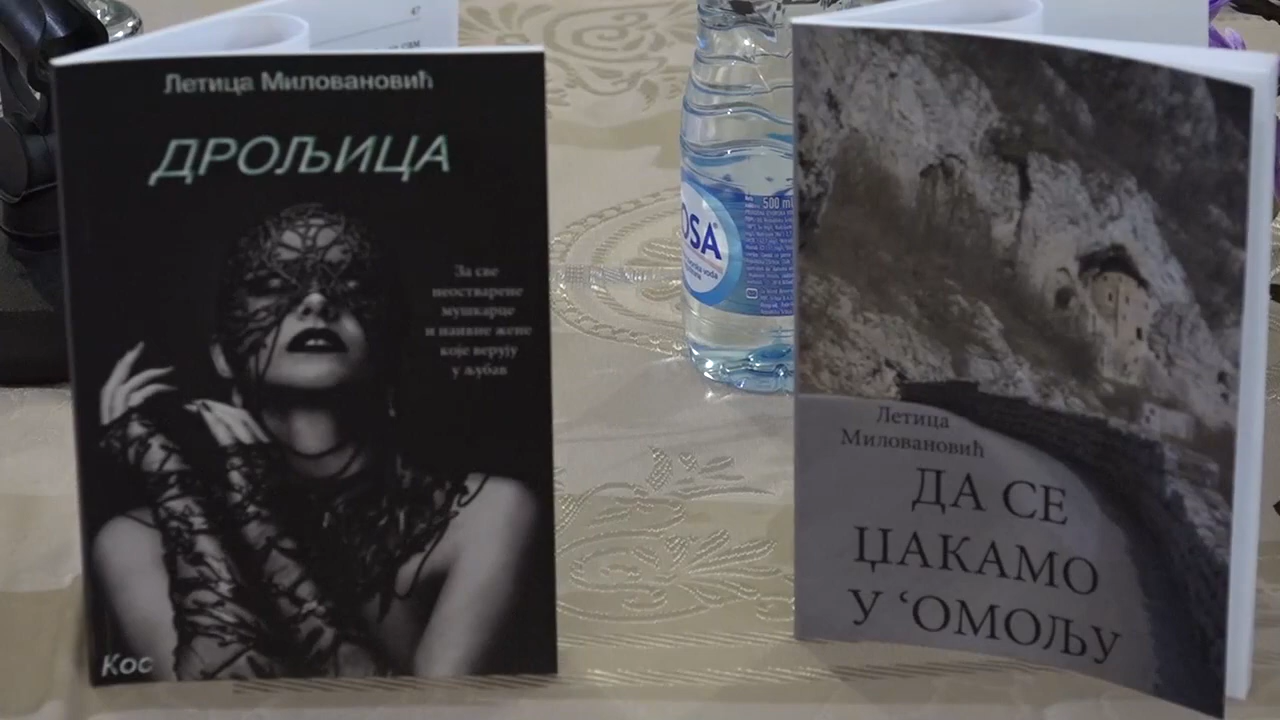 Летица Миловановић
ДРОЉИЦА
За све
неостварене
мушкарце
и наивне жене
које верују
у љубав
Кос
OSA
500 ml
Летица
Миловановић
ДА СЕ
ЏАКАМО
У ‘ОМОЉУ